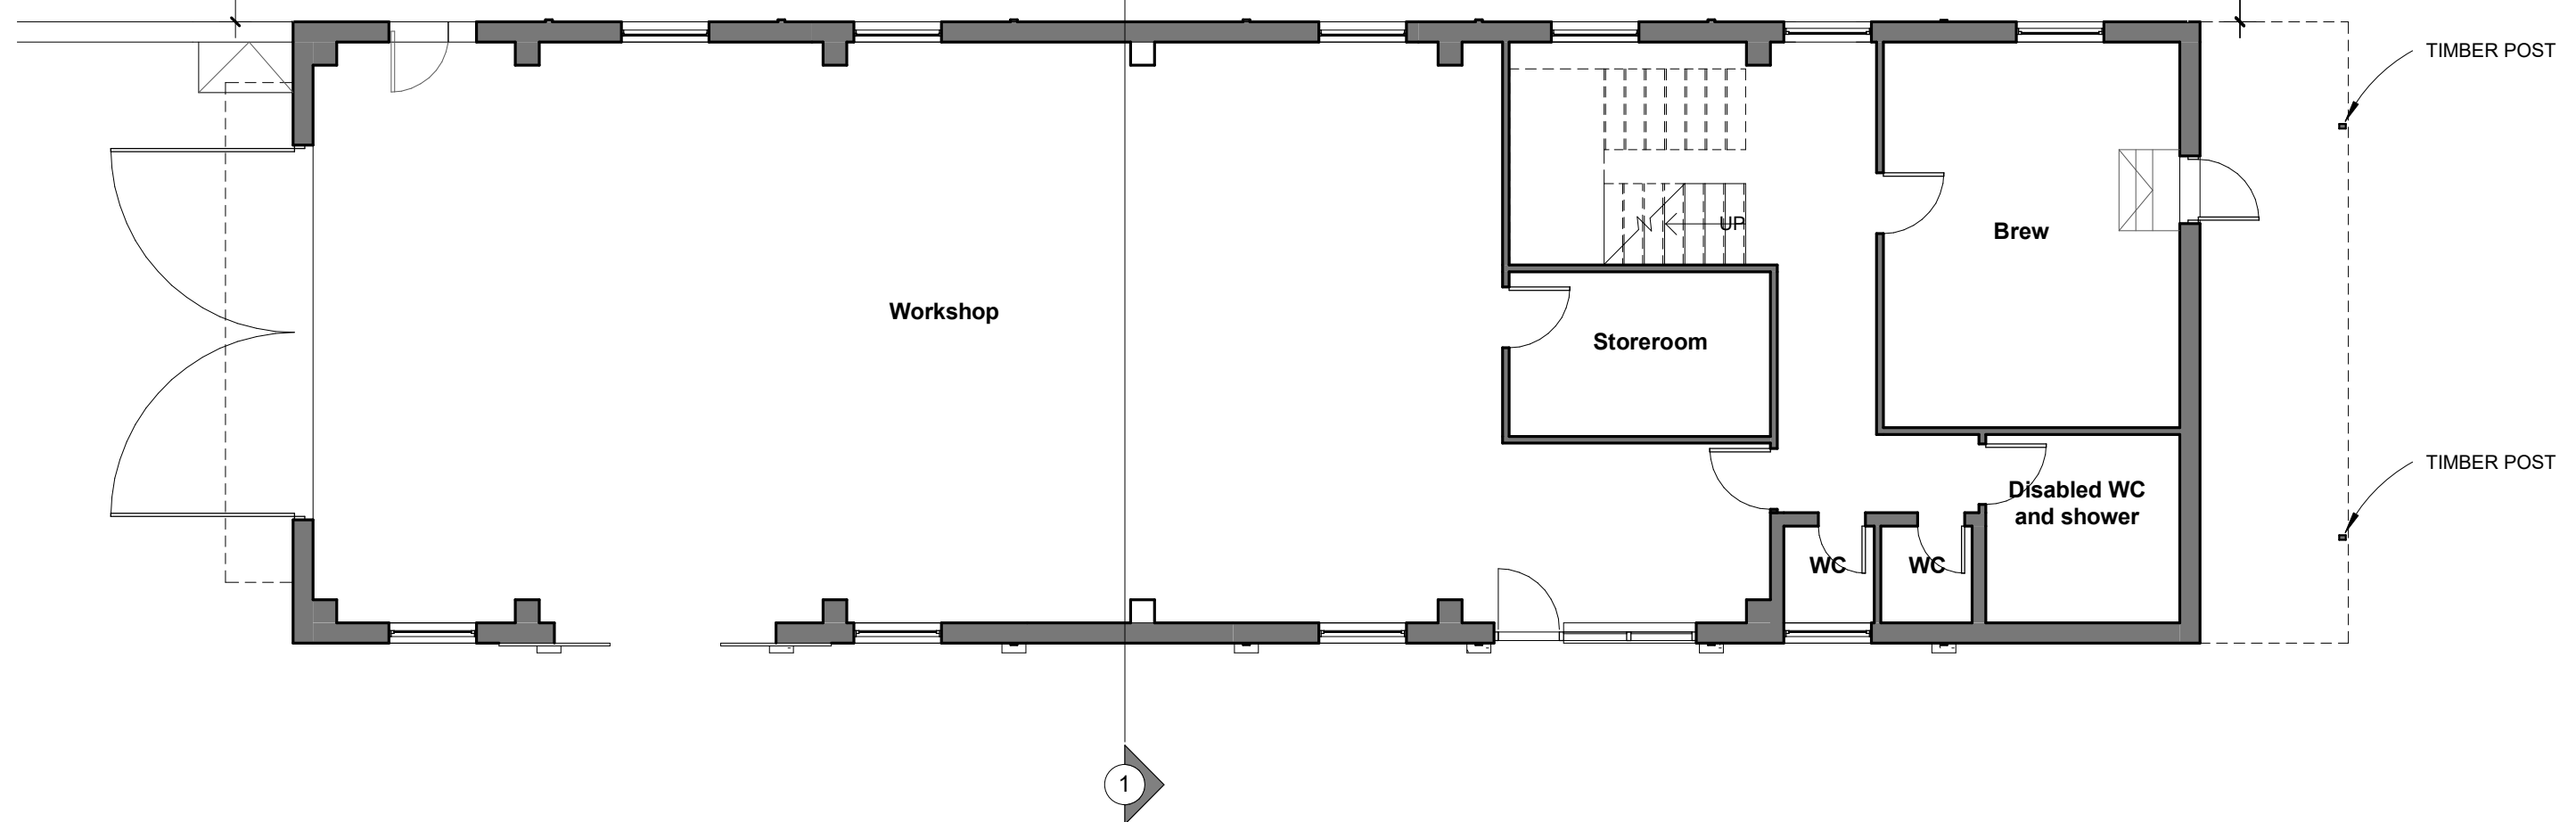 TIMBER POST
UP
Brew
Workshop
Storeroom
TIMBER POST
Disabled WC
and shower
WC
WC
1